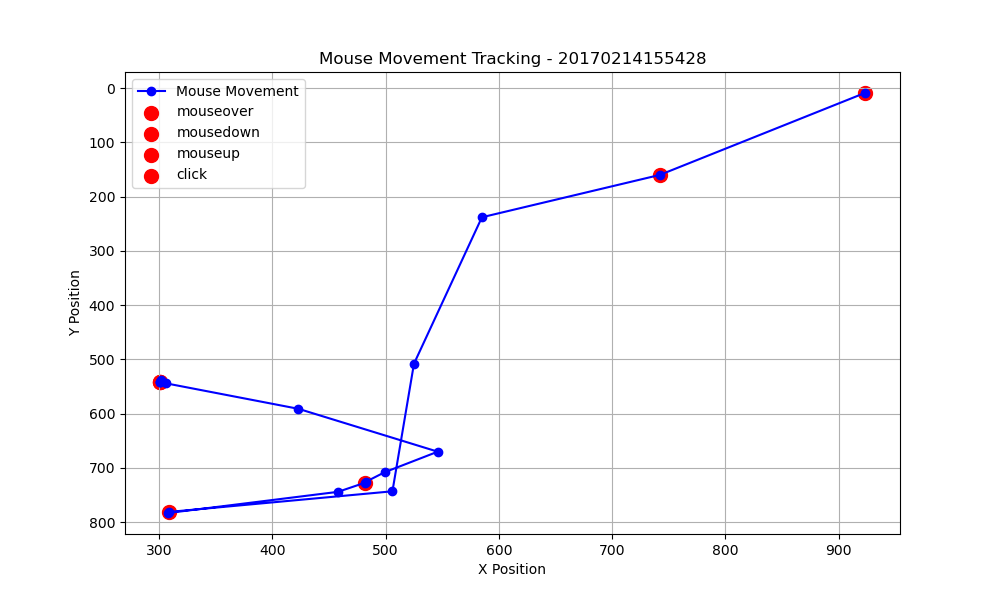 Mouse Movement Tracking - 20170214155428
Mouse Movement
mouseover
mousedown
mouseup
click
0
100
200
300
400
500
600
700
800
Y Position
300 400 500 600 700 800 900
X Position